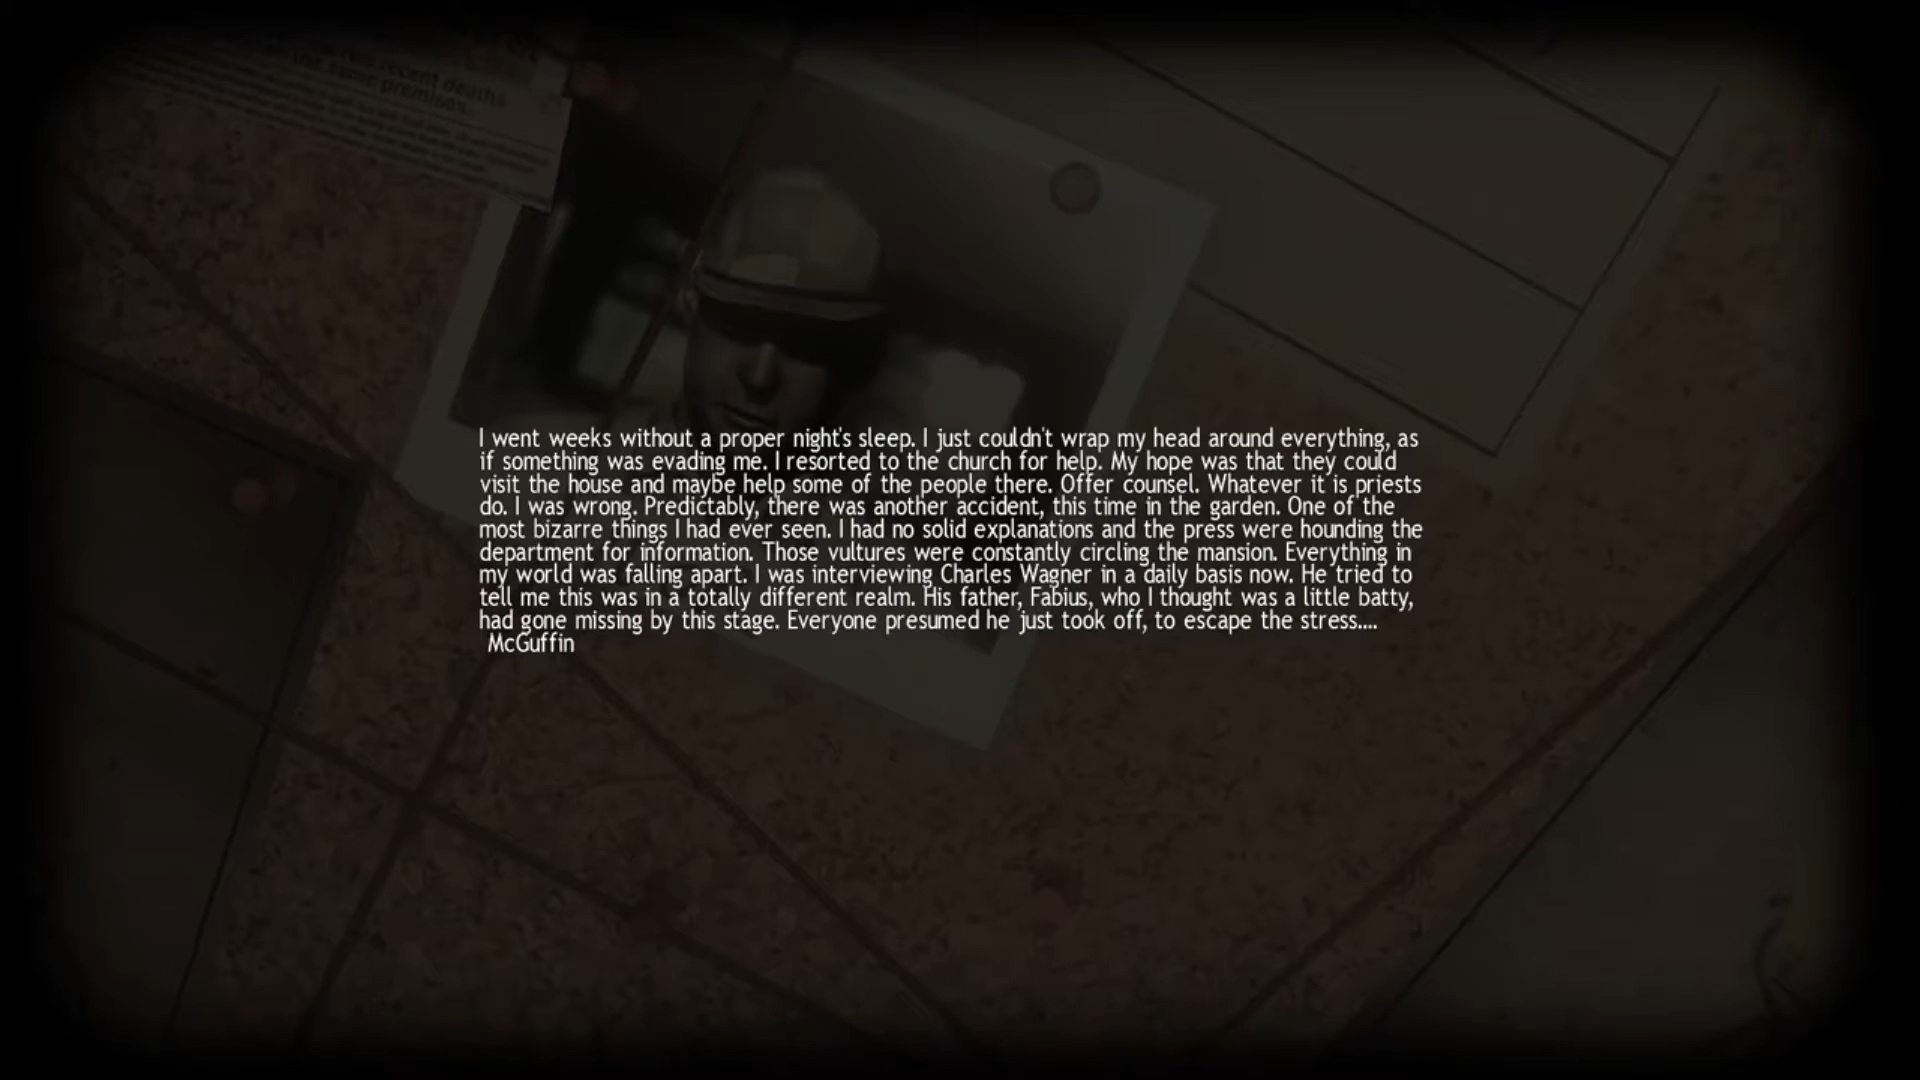 recent deaths
the same premises.
I went weeks without a proper night's sleep. I just couldn't wrap my head around everything, as
if something was evading me. I resorted to the church for help. My hope was that they could
visit the house and maybe help some of the people there. Offer counsel. Whatever it is priests
do. I was wrong. Predictably, there was another accident, this time in the garden. One of the
most bizarre things I had ever seen. I had no solid explanations and the press were hounding the
department for information. Those vultures were constantly circling the mansion. Everything in
my world was falling apart. I was interviewing Charles Wagner in a daily basis now. He tried to
tell me this was in a totally different realm. His father, Fabius, who I thought was a little batty,
had gone missing by this stage. Everyone presumed he just took off, to escape the stress....
McGuffin